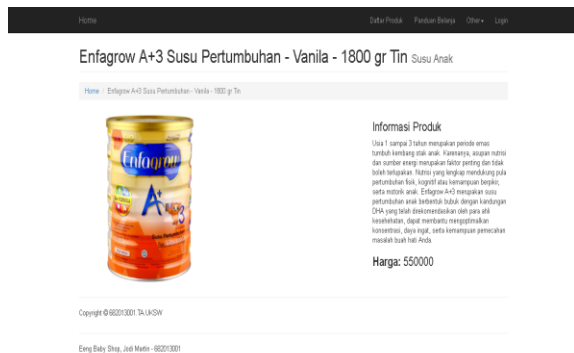 Home Daftar Produk Panduan Belanja Other Login
Enfagrow A+3 Susu Pertumbuhan - Vanila - 1800 gr Tin Susu Anak
Home / Enfagrow A+3 Susu Pertumbuhan - Vanila - 1800 gr Tin
Enfagrow
A+
3
Susu Pertumbuhan
Informasi Produk
Usia 1 sampai 3 tahun merupakan periode emas
tumbuh kembang otak anak. Karenanya, asupan nutrisi
dan sumber energi merupakan faktor penting dan tidak
boleh terlupakan. Nutrisi yang lengkap mendukung pula
pertumbuhan fisik, kognitif atau kemampuan berpikir,
serta motorik anak. Enfagrow A+3 merupakan susu
pertumbuhan anak berbentuk bubuk dengan kandungan
DHA yang telah direkomendasikan oleh para ahli
kesehatan, dapat membantu mengoptimalkan
konsentrasi, daya ingat, serta kemampuan pemecahan
masalah buah hati Anda.
Harga: 550000
Copyright © 682013001.TA.UKSW
Eeng Baby Shop, Jodi Martin - 682013001